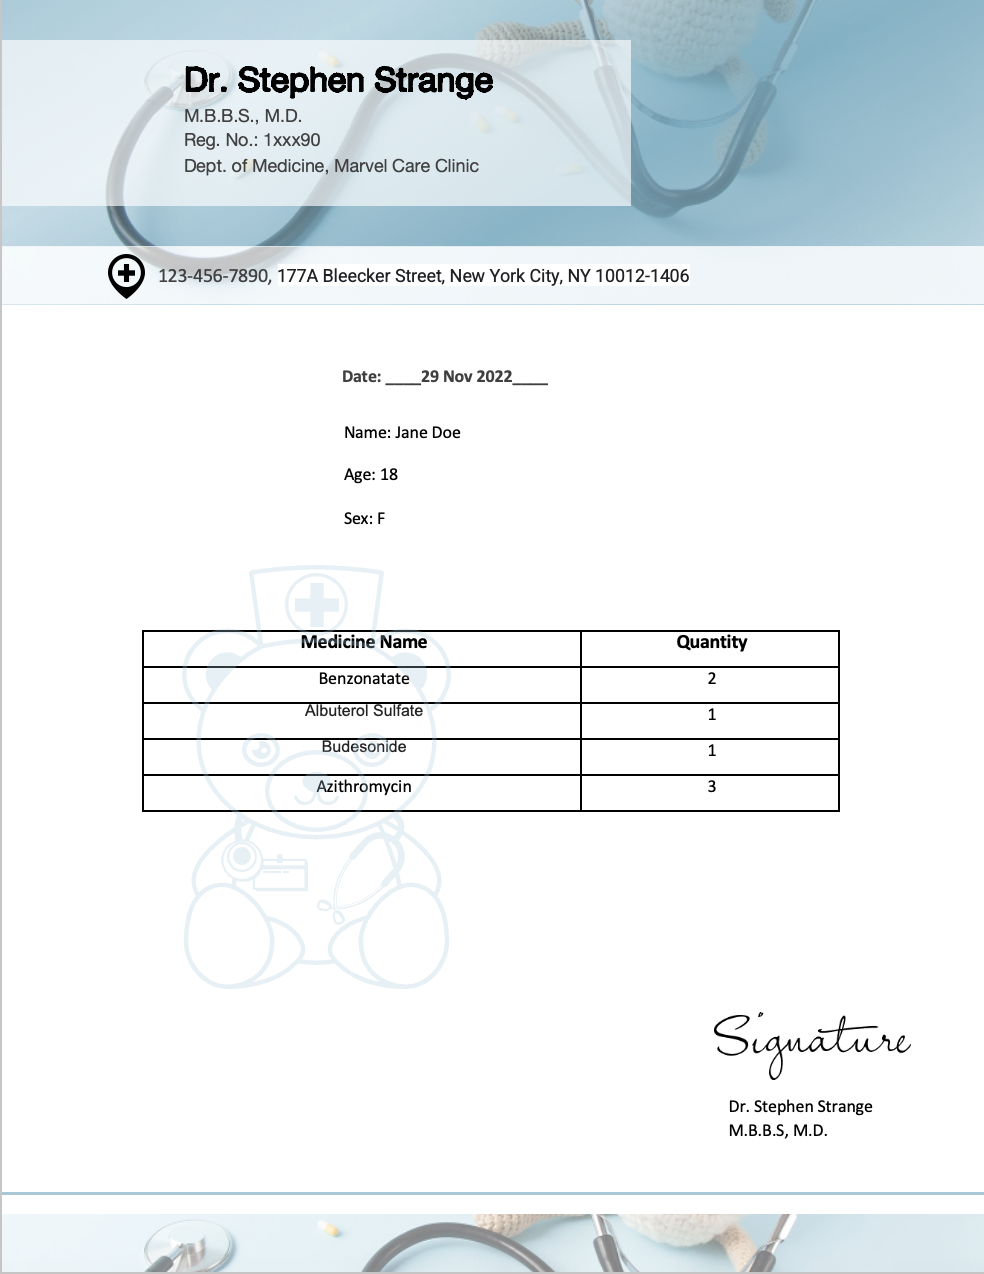 Dr. Stephen Strange
M.B.B.S., M.D.
Reg. No.: 1xxx90
Dept. of Medicine, Marvel Care Clinic
123-456-7890, 177A Bleecker Street, New York City, NY 10012-1406
Date: ____29 Nov 2022____
Name: Jane Doe
Age: 18
Sex: F
Medicine Name Quantity
Benzonatate 2
Albuterol Sulfate 1
Budesonide 1
Azithromycin 3
Signature
Dr. Stephen Strange
M.B.B.S, M.D.